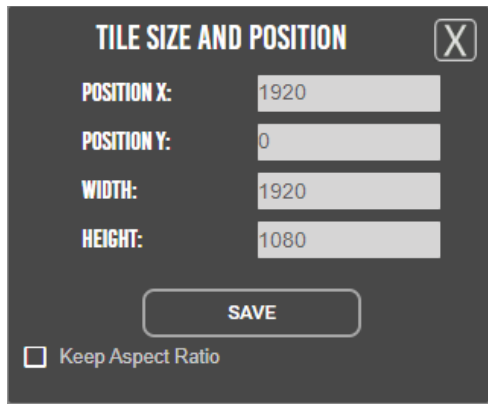 TILE SIZE AND POSITION X
POSITION X: 1920
POSITION Y: 0
WIDTH: 1920
HEIGHT: 1080
SAVE
Keep Aspect Ratio